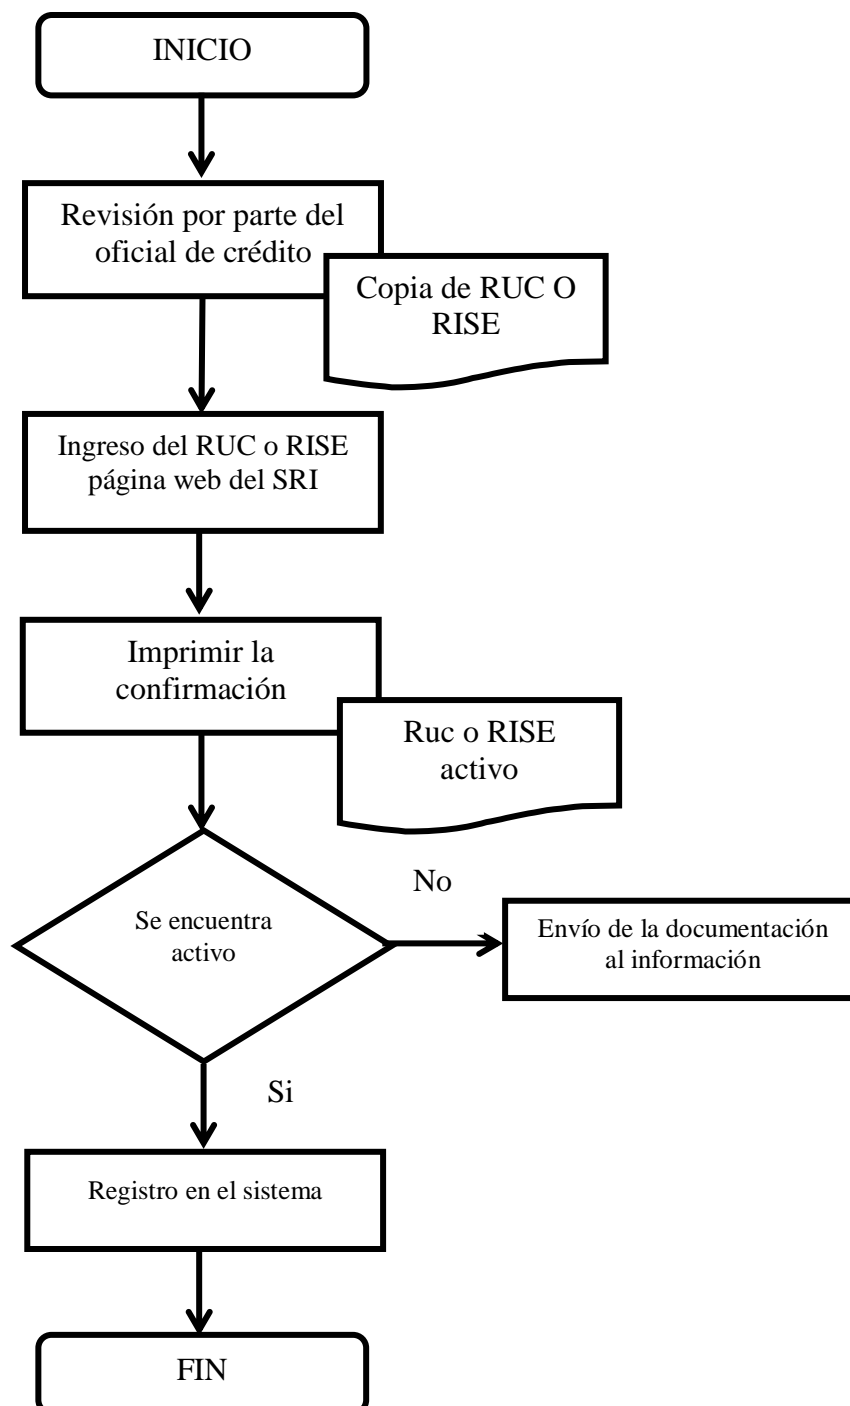 INICIO
Revisión por parte del
oficial de crédito
Copia de RUC O
RISE
Ingreso del RUC o RISE
página web del SRI
Imprimir la
confirmación
Ruc o RISE
activo
No
Se encuentra
activo
Envío de la documentación
al información
Si
Registro en el sistema
FIN